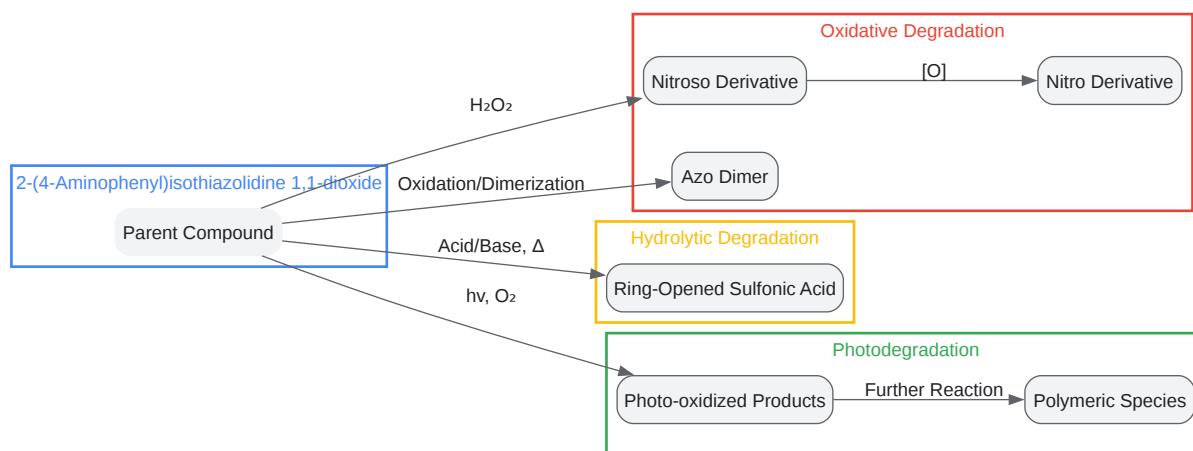 Oxidative Degradation
Nitroso Derivative
[O]
Nitro Derivative
H₂O₂
2-(4-Aminophenyl)isothiazolidine 1,1-dioxide
Oxidation/Dimerization
Azo Dimer
Parent Compound
Acid/Base, Δ
Hydrolytic Degradation
Ring-Opened Sulfonic Acid
hν, O₂
Photodegradation
Photo-oxidized Products
Further Reaction
Polymeric Species